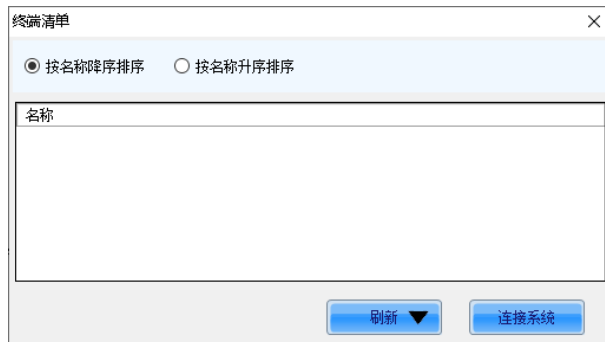 终端清单
按名称降序排序 按名称升序排序
名称
刷新 连接系统